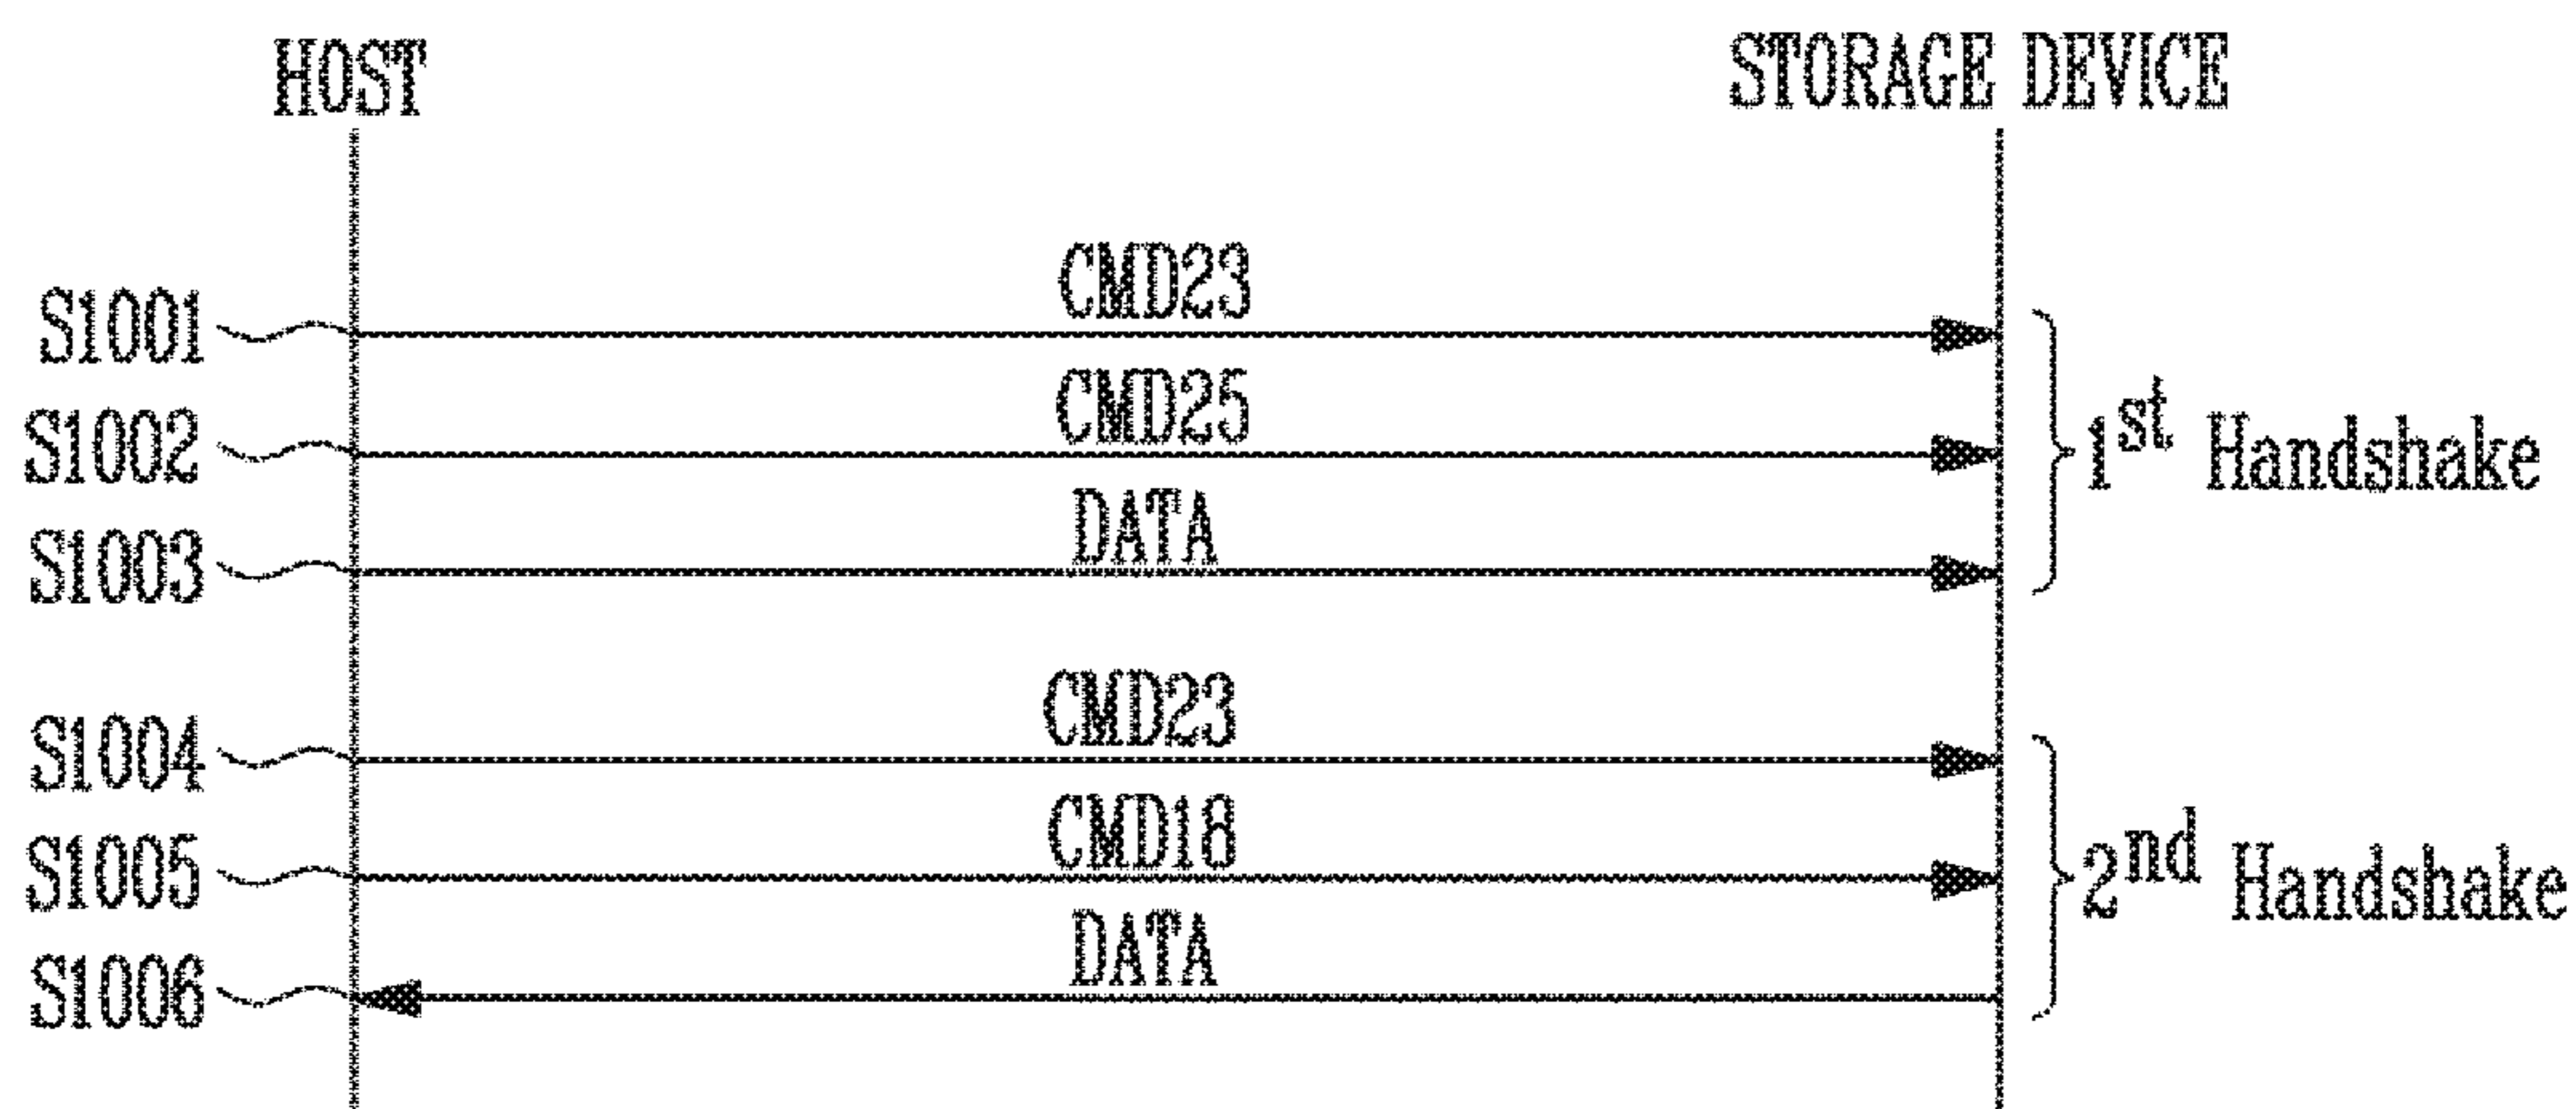 HOST STORAGE DEVICE
CMD23
S1001
CMD25
S1002
1st Handshake
DATA
S1003
CMD23
S1004
CMD18
S1005
2nd Handshake
DATA
S1006